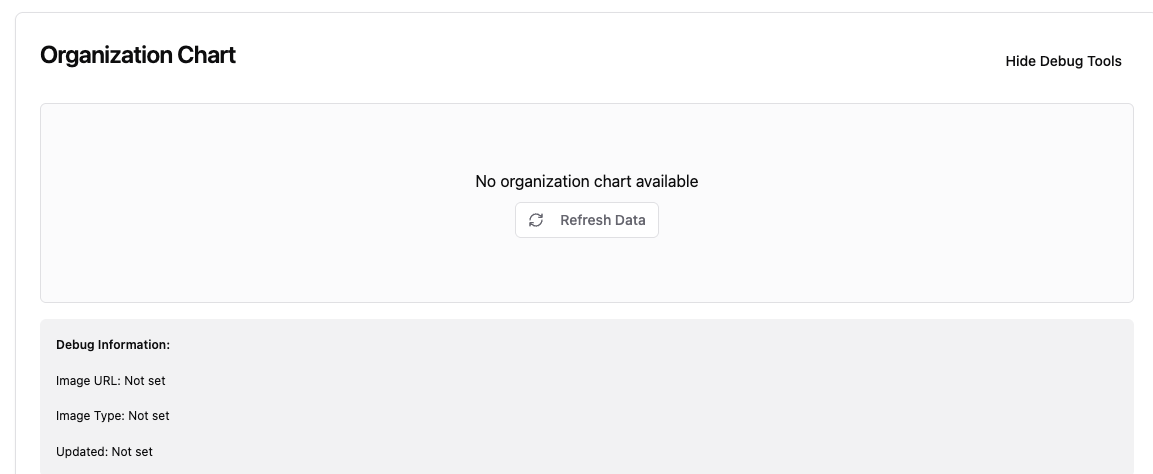 Organization Chart
Hide Debug Tools
No organization chart available
Refresh Data
Debug Information:
Image URL: Not set
Image Type: Not set
Updated: Not set